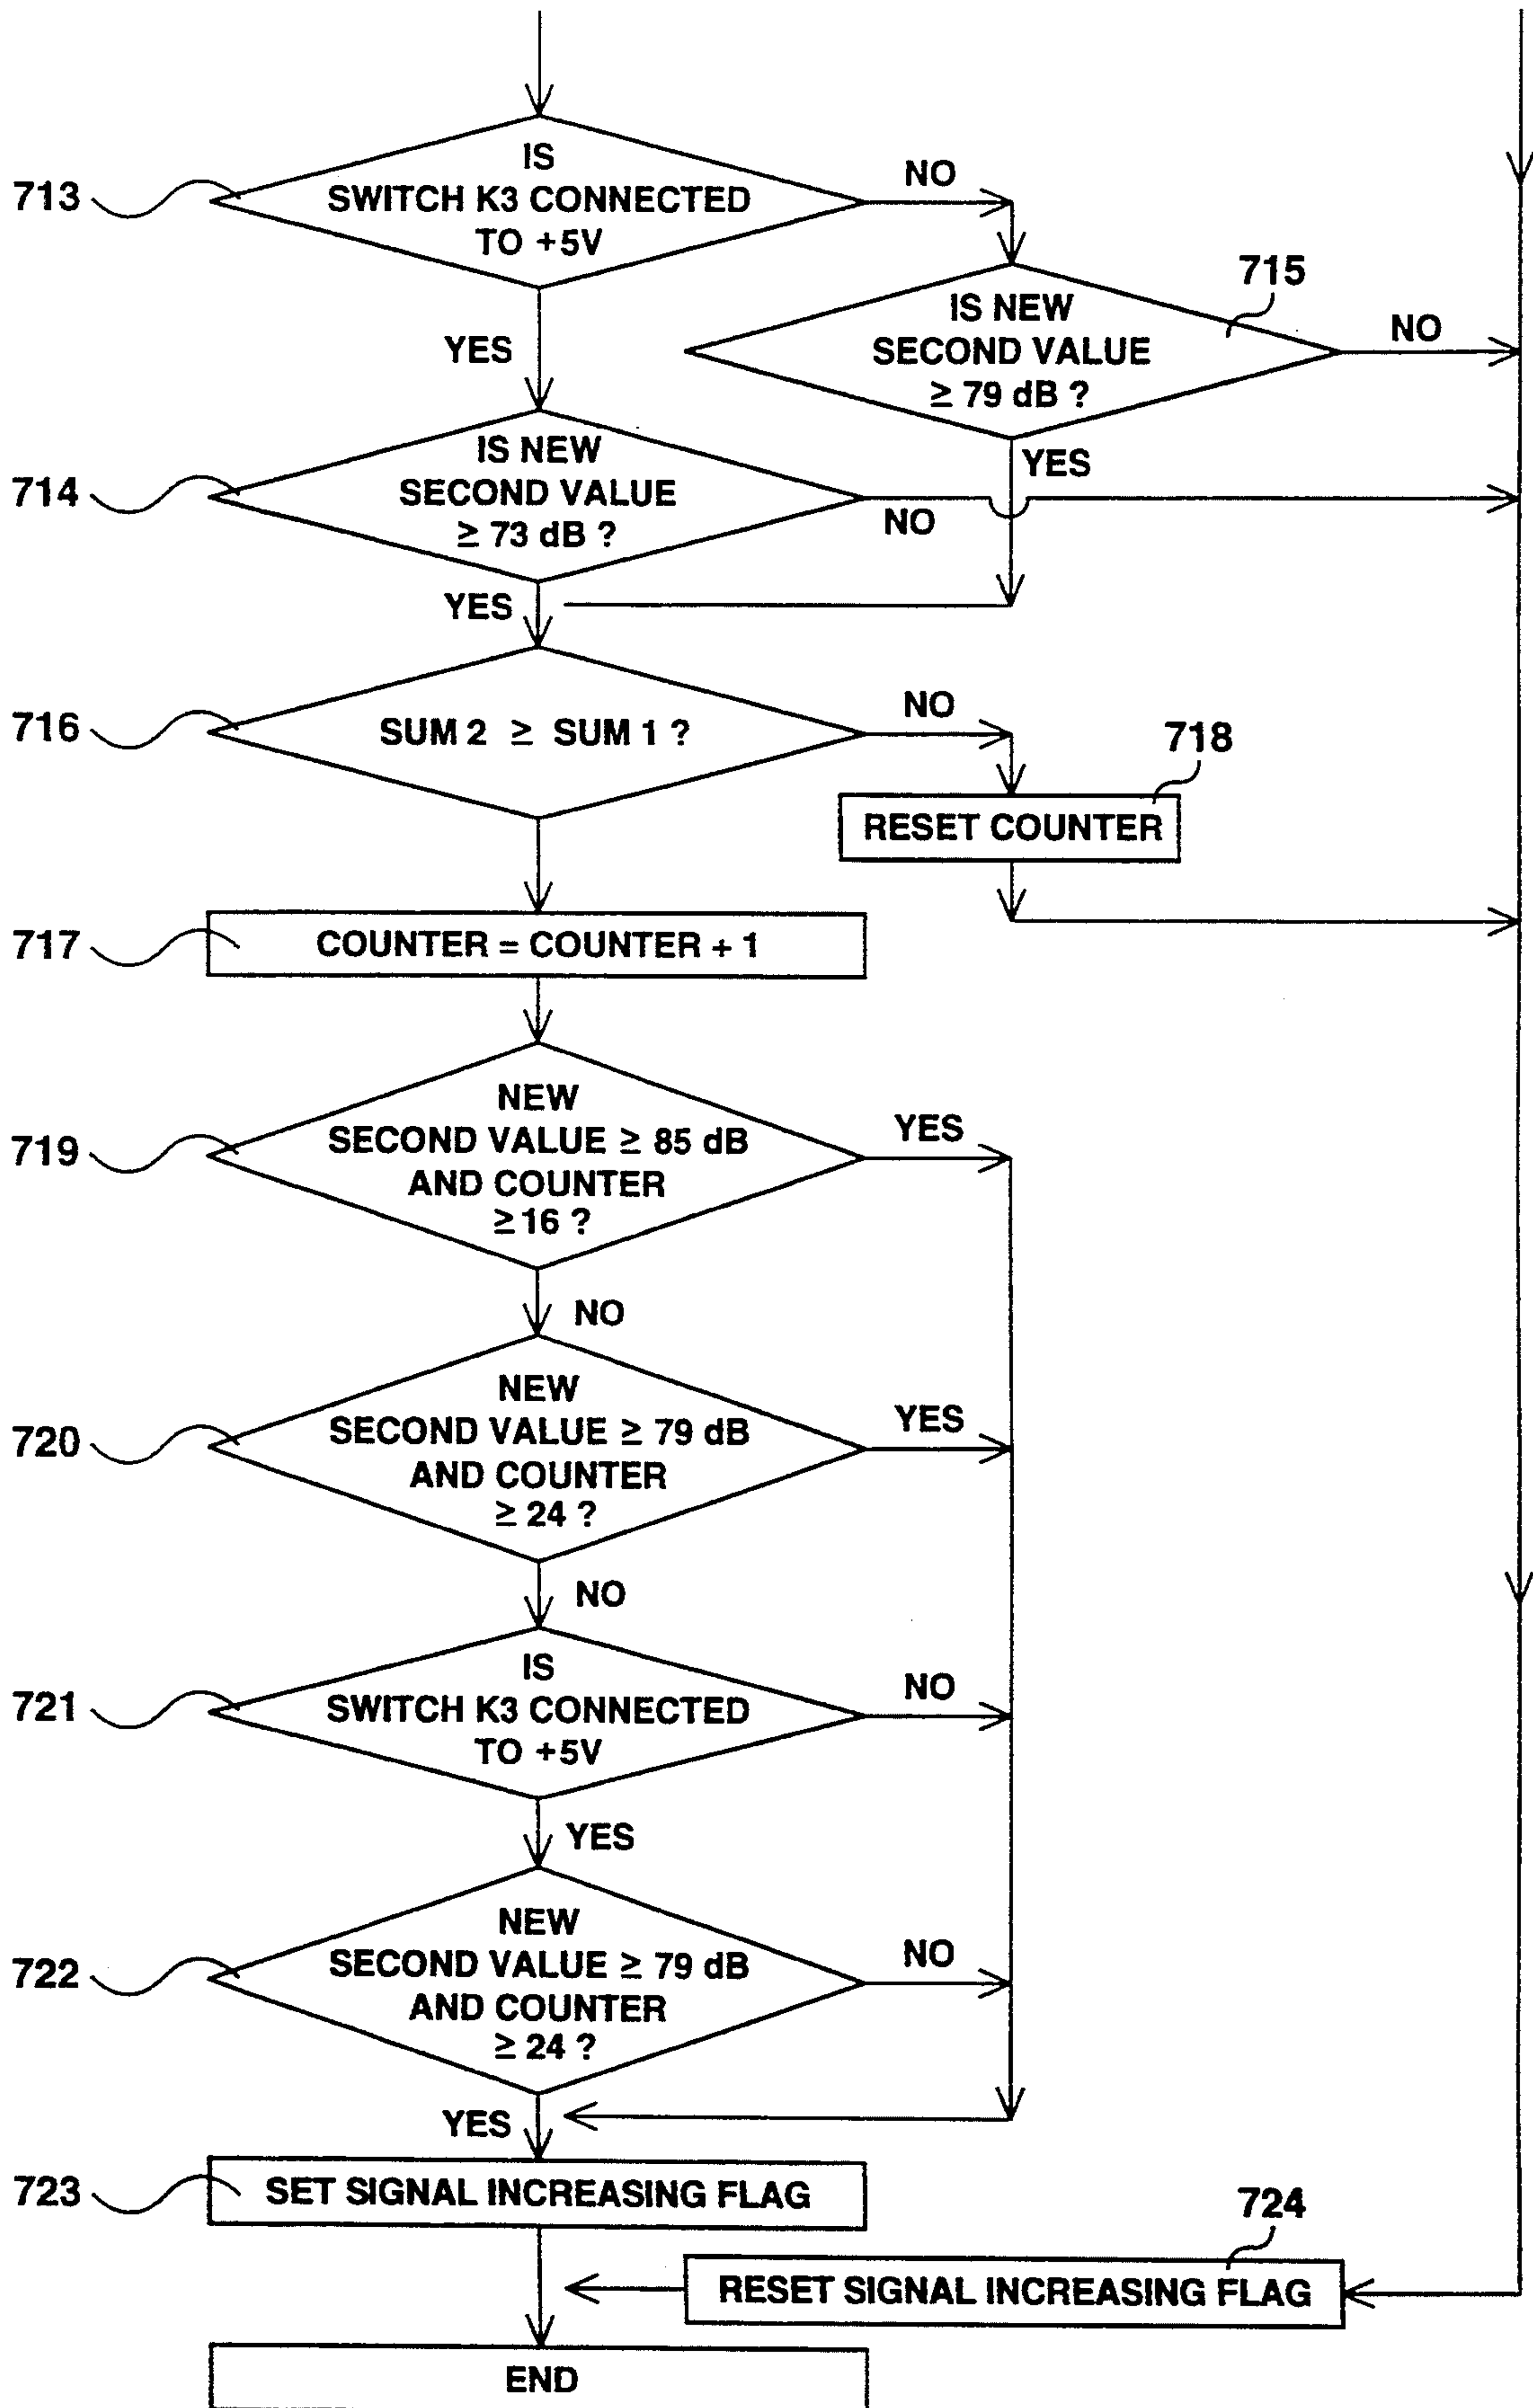 713
IS
SWITCH K3 CONNECTED
TO +5V
NO
YES
715
IS NEW
SECOND VALUE
≥ 79 dB ?
NO
YES
714
IS NEW
SECOND VALUE
≥ 73 dB ?
NO
YES
716
SUM 2 ≥ SUM 1 ?
NO
718
RESET COUNTER
717
COUNTER = COUNTER + 1
719
NEW
SECOND VALUE ≥ 85 dB
AND COUNTER
≥ 16 ?
YES
NO
720
NEW
SECOND VALUE ≥ 79 dB
AND COUNTER
≥ 24 ?
YES
NO
721
IS
SWITCH K3 CONNECTED
TO +5V
NO
YES
722
NEW
SECOND VALUE ≥ 79 dB
AND COUNTER
≥ 24 ?
NO
YES
723
SET SIGNAL INCREASING FLAG
724
RESET SIGNAL INCREASING FLAG
END